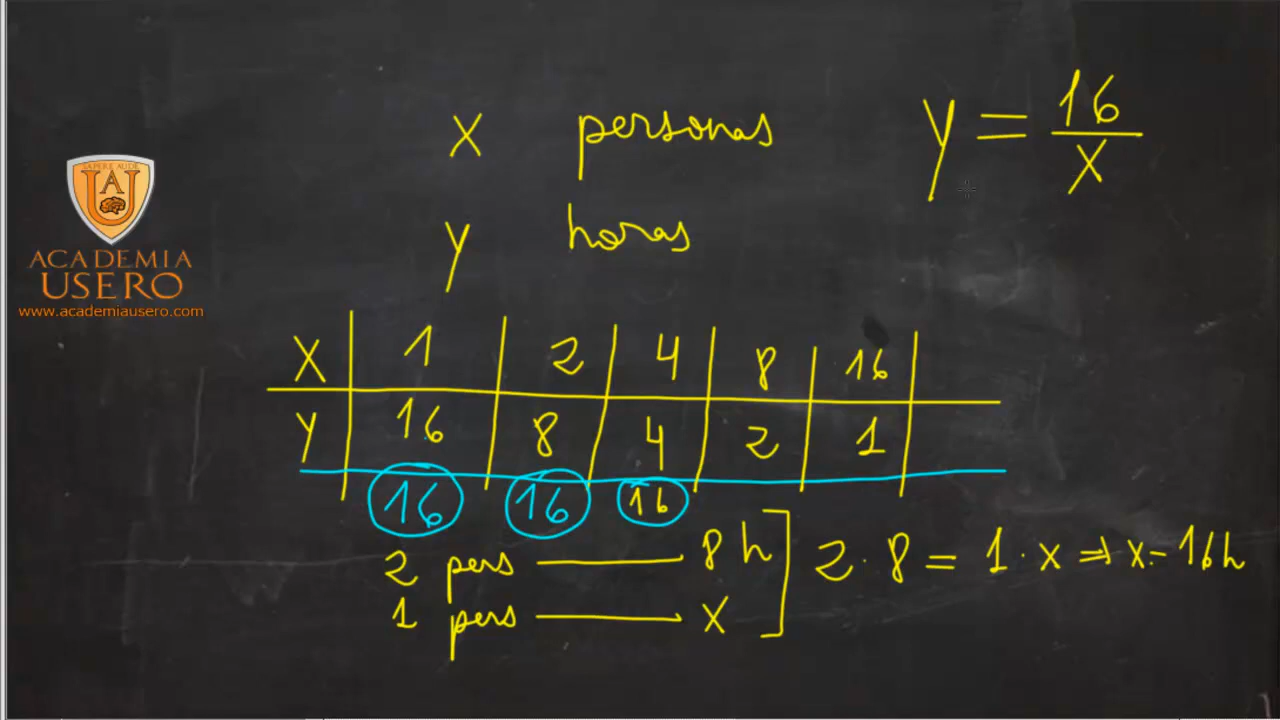 x personas
y = 16/x
SAPERE AUDE
UA
ACADEMIA
USERO
www.academiausero.com
y horas
X 1 2 4 8 16
Y 16 8 4 2 1
16 16 16
2 pers — 8 h ] 2 · 8 = 1 · x ⇒ x = 16 h
1 pers — x